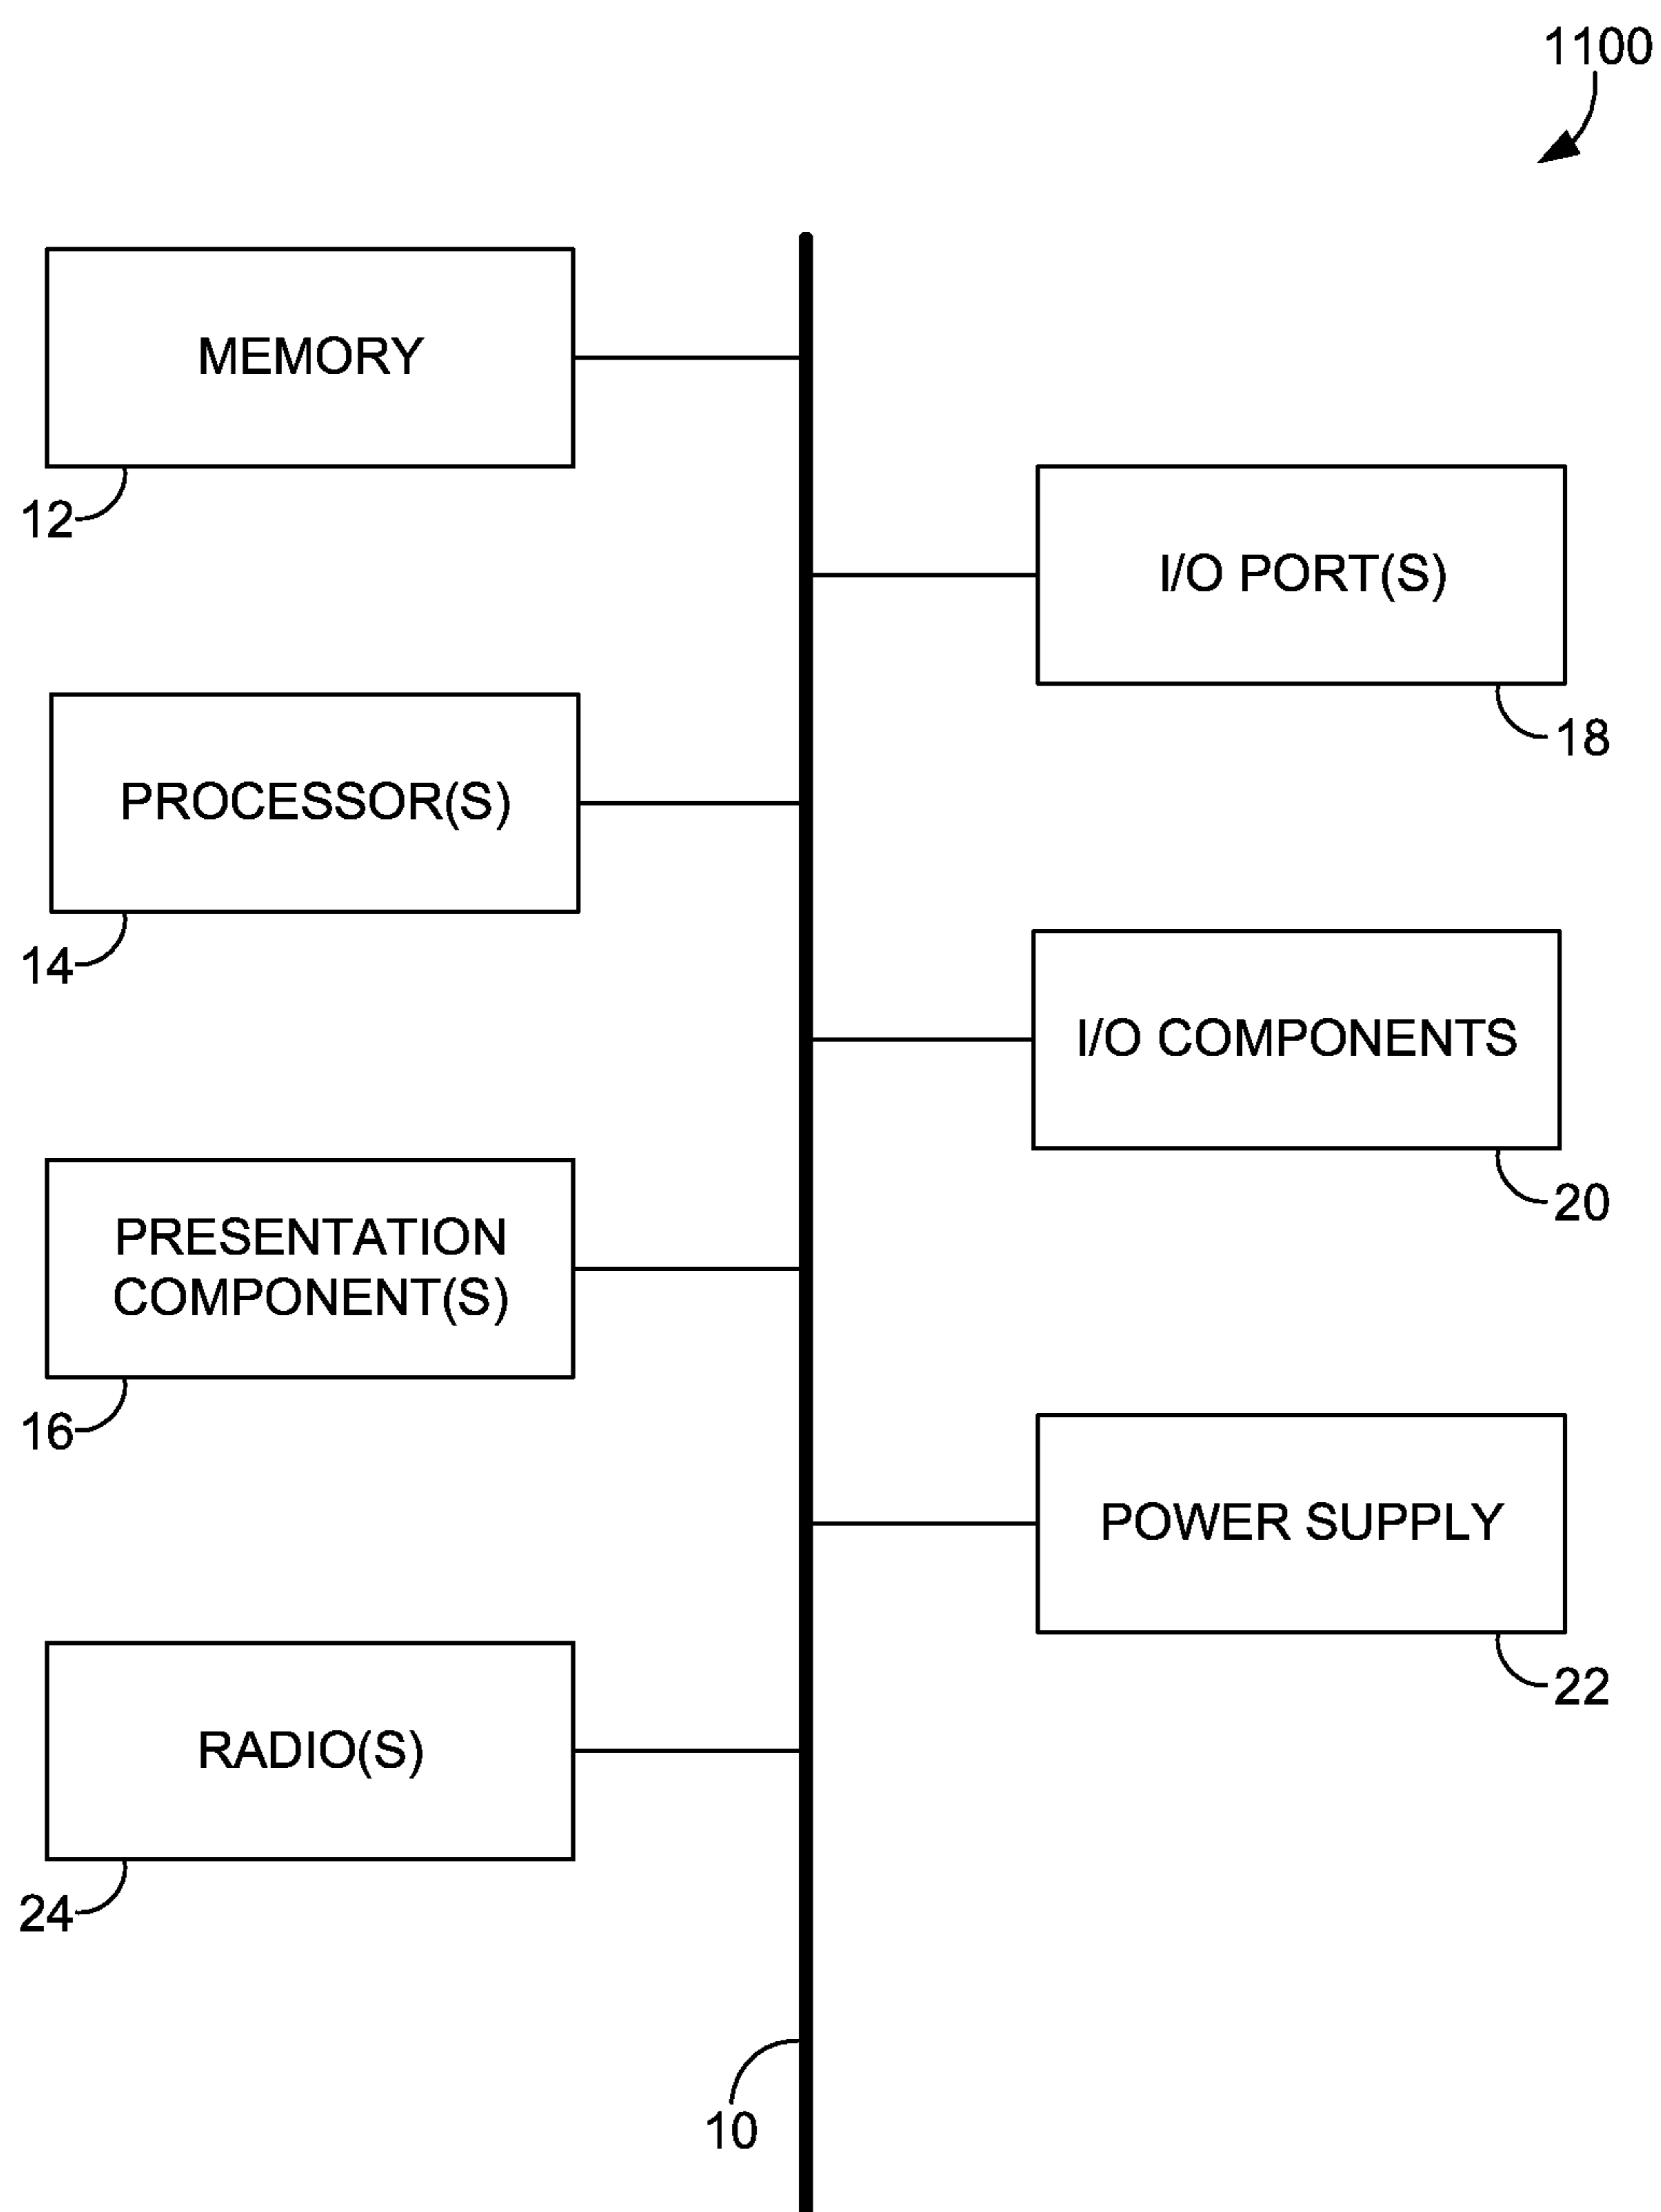 1100
MEMORY
12
I/O PORT(S)
18
PROCESSOR(S)
14
I/O COMPONENTS
20
PRESENTATION
COMPONENT(S)
16
POWER SUPPLY
22
RADIO(S)
24
10